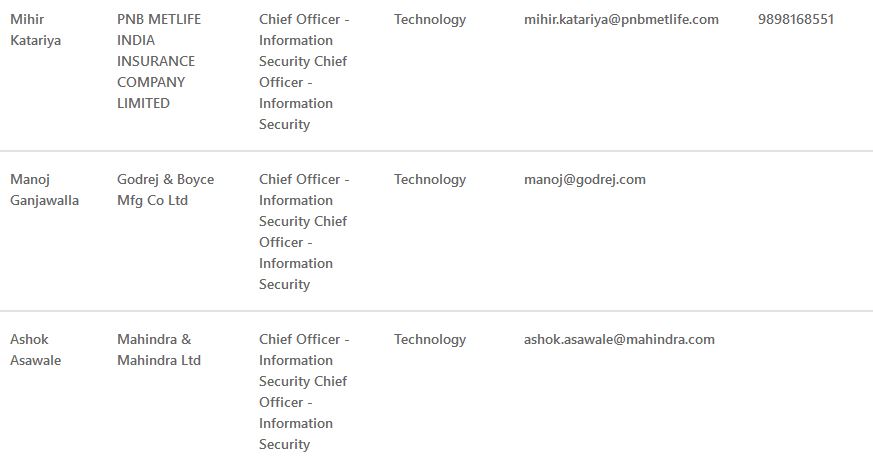 Mihir Katariya
PNB METLIFE INDIA INSURANCE COMPANY LIMITED
Chief Officer - Information Security Chief Officer - Information Security
Technology
mihir.katariya@pnbmetlife.com
9898168551
Manoj Ganjawalla
Godrej & Boyce Mfg Co Ltd
Chief Officer - Information Security Chief Officer - Information Security
Technology
manoj@godrej.com
Ashok Asawale
Mahindra & Mahindra Ltd
Chief Officer - Information Security Chief Officer - Information Security
Technology
ashok.asawale@mahindra.com